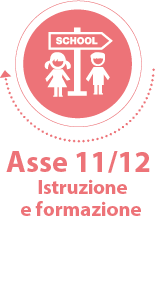 SCHOOL
Asse 11/12
Istruzione
e formazione